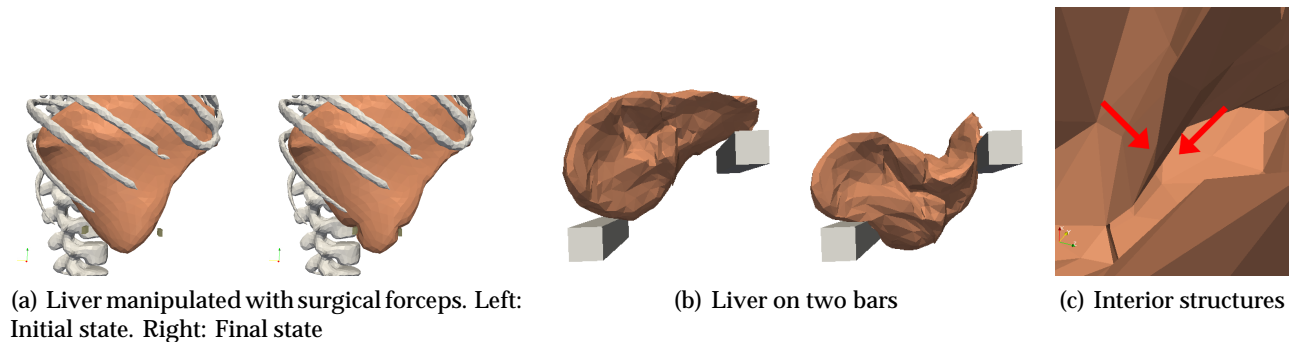 (a) Liver manipulated with surgical forceps. Left:
Initial state. Right: Final state
(b) Liver on two bars
(c) Interior structures